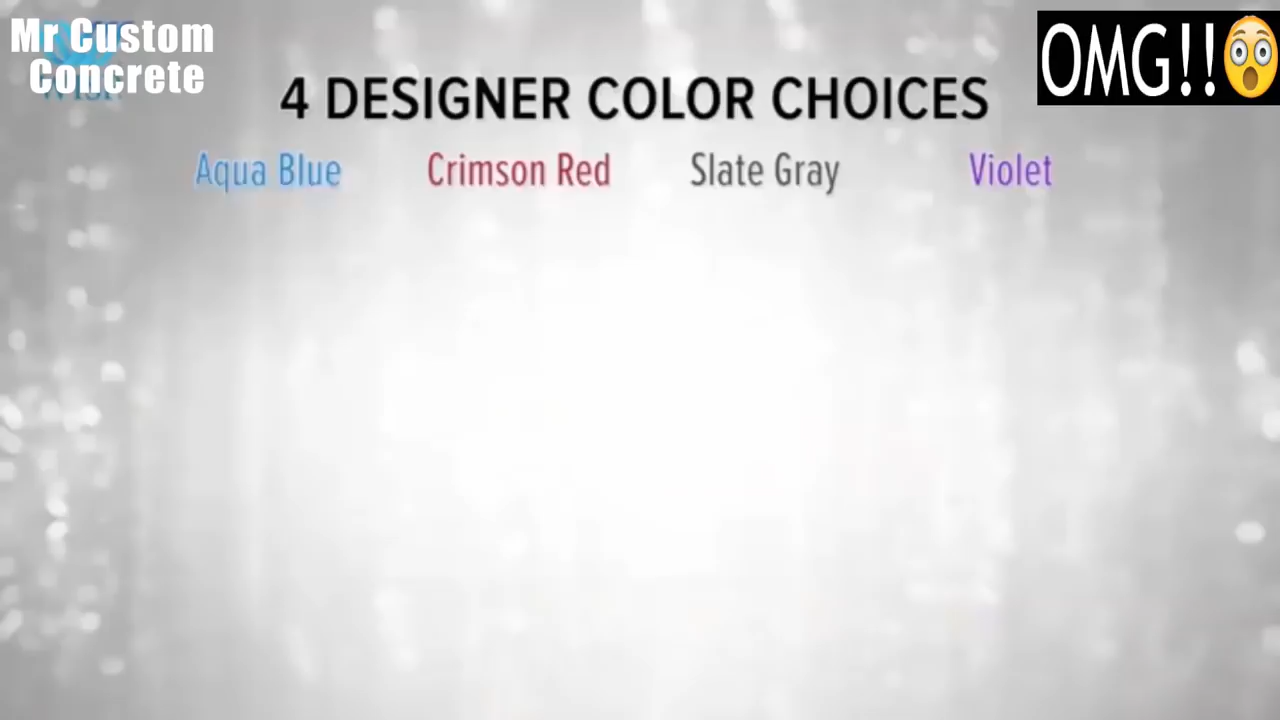 Mr Custom
Concrete
OMG!!
4 DESIGNER COLOR CHOICES
Aqua Blue Crimson Red Slate Gray Violet